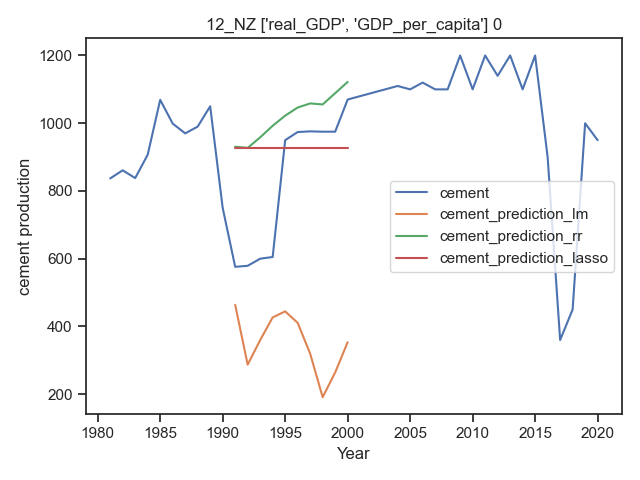 12_NZ ['real_GDP', 'GDP_per_capita'] 0
cement production
1200
1000
800
600
400
200
cement
cement_prediction_lm
cement_prediction_rr
cement_prediction_lasso
1980 1985 1990 1995 2000 2005 2010 2015 2020
Year